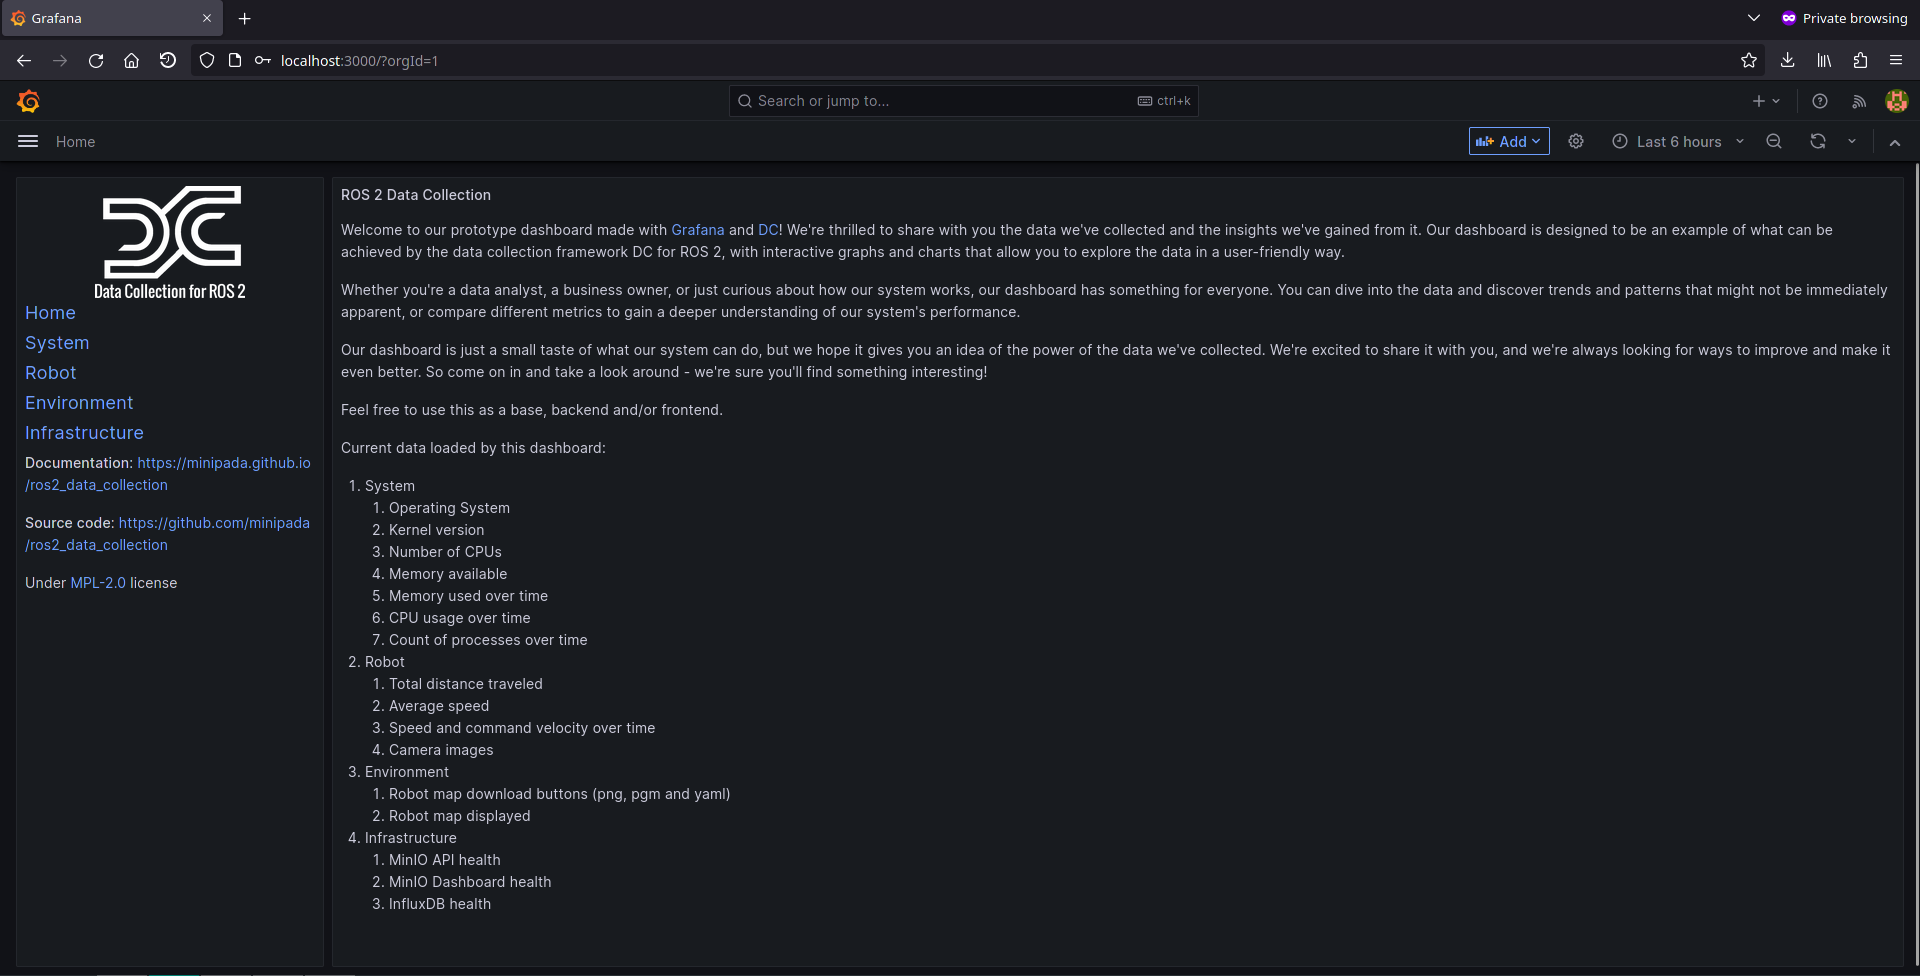 Grafana
Private browsing
localhost:3000/?orgId=1
Search or jump to...
ctrl+k
Home
Add
Last 6 hours
DC
Data Collection for ROS 2
Home
System
Robot
Environment
Infrastructure
Documentation: https://minipada.github.io
/ros2_data_collection
Source code: https://github.com/minipada
/ros2_data_collection
Under MPL-2.0 license
ROS 2 Data Collection
Welcome to our prototype dashboard made with Grafana and DC! We're thrilled to share with you the data we've collected and the insights we've gained from it. Our dashboard is designed to be an example of what can be
achieved by the data collection framework DC for ROS 2, with interactive graphs and charts that allow you to explore the data in a user-friendly way.
Whether you're a data analyst, a business owner, or just curious about how our system works, our dashboard has something for everyone. You can dive into the data and discover trends and patterns that might not be immediately
apparent, or compare different metrics to gain a deeper understanding of our system's performance.
Our dashboard is just a small taste of what our system can do, but we hope it gives you an idea of the power of the data we've collected. We're excited to share it with you, and we're always looking for ways to improve and make it
even better. So come on in and take a look around - we're sure you'll find something interesting!
Feel free to use this as a base, backend and/or frontend.
Current data loaded by this dashboard:
1. System
1. Operating System
2. Kernel version
3. Number of CPUs
4. Memory available
5. Memory used over time
6. CPU usage over time
7. Count of processes over time
2. Robot
1. Total distance traveled
2. Average speed
3. Speed and command velocity over time
4. Camera images
3. Environment
1. Robot map download buttons (png, pgm and yaml)
2. Robot map displayed
4. Infrastructure
1. MinIO API health
2. MinIO Dashboard health
3. InfluxDB health